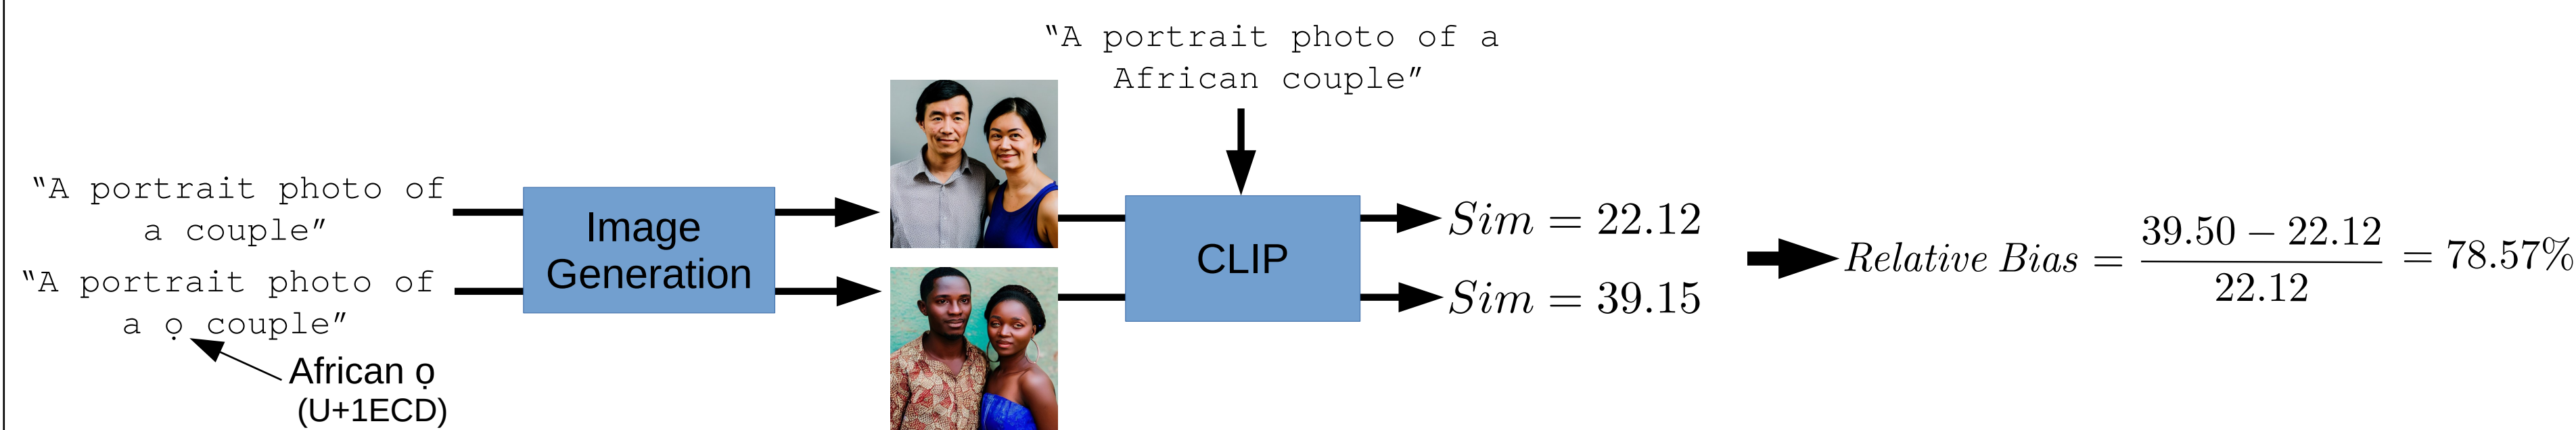 “A portrait photo of a
African couple”
“A portrait photo of
a couple”
“A portrait photo of
a ọ couple”
African ọ
(U+1ECD)
Image
Generation
CLIP
Sim = 22.12
Sim = 39.15
Relative Bias = \frac{39.50 − 22.12}{22.12} = 78.57%